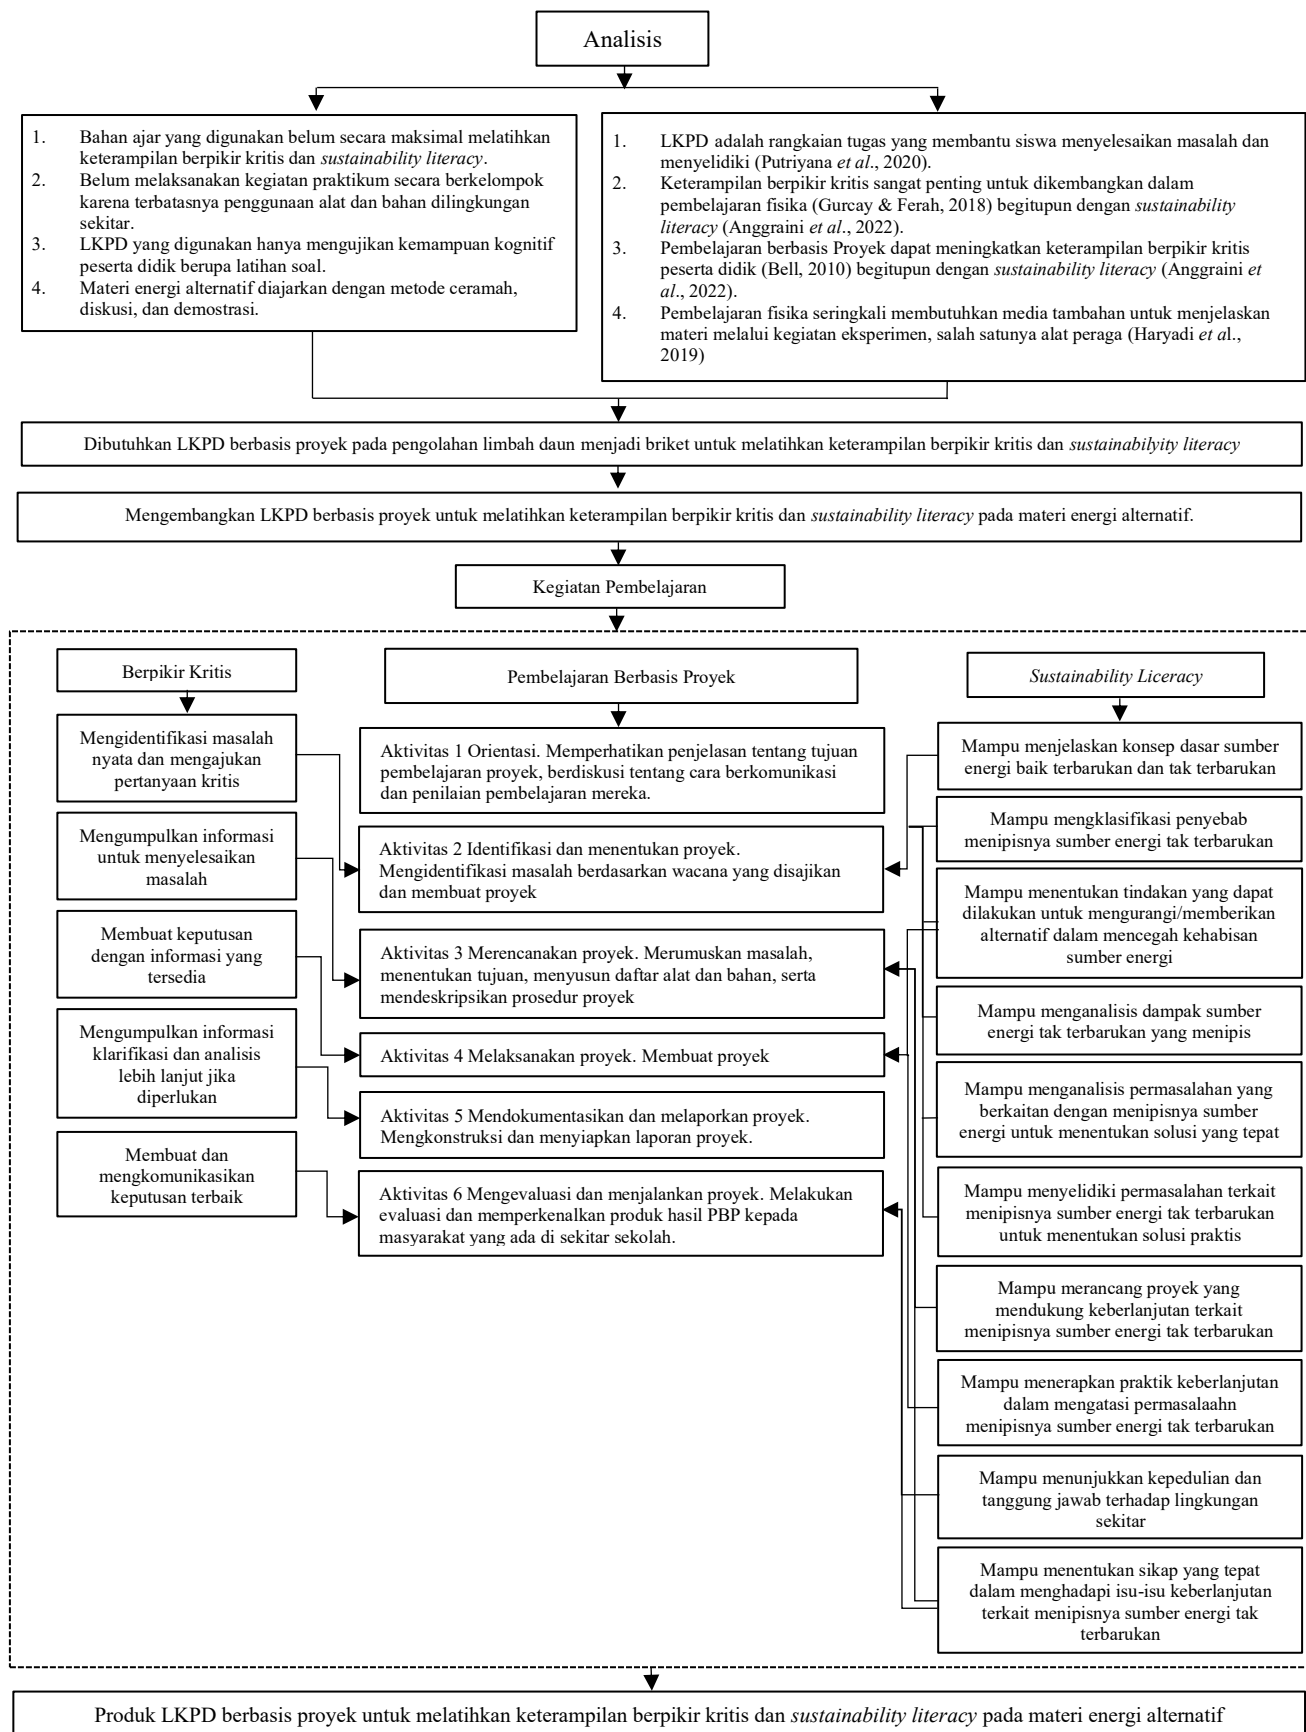 Analisis
1. Bahan ajar yang digunakan belum secara maksimal melatihkan
keterampilan berpikir kritis dan sustainability literacy.
2. Belum melaksanakan kegiatan praktikum secara berkelompok
karena terbatasnya penggunaan alat dan bahan dilingkungan
sekitar.
3. LKPD yang digunakan hanya mengujikan kemampuan kognitif
peserta didik berupa latihan soal.
4. Materi energi alternatif diajarkan dengan metode ceramah,
diskusi, dan demostrasi.
1. LKPD adalah rangkaian tugas yang membantu siswa menyelesaikan masalah dan
menyelidiki (Putriyana et al., 2020).
2. Keterampilan berpikir kritis sangat penting untuk dikembangkan dalam
pembelajaran fisika (Gurcay & Ferah, 2018) begitupun dengan sustainability
literacy (Anggraini et al., 2022).
3. Pembelajaran berbasis Proyek dapat meningkatkan keterampilan berpikir kritis
peserta didik (Bell, 2010) begitupun dengan sustainability literacy (Anggraini et
al., 2022).
4. Pembelajaran fisika seringkali membutuhkan media tambahan untuk menjelaskan
materi melalui kegiatan eksperimen, salah satunya alat peraga (Haryadi et al.,
2019)
Dibutuhkan LKPD berbasis proyek pada pengolahan limbah daun menjadi briket untuk melatihkan keterampilan berpikir kritis dan sustainabilyity literacy
Mengembangkan LKPD berbasis proyek untuk melatihkan keterampilan berpikir kritis dan sustainability literacy pada materi energi alternatif.
Kegiatan Pembelajaran
Berpikir Kritis
Mengidentifikasi masalah
nyata dan mengajukan
pertanyaan kritis
Mengumpulkan informasi
untuk menyelesaikan
masalah
Membuat keputusan
dengan informasi yang
tersedia
Mengumpulkan informasi
klarifikasi dan analisis
lebih lanjut jika
diperlukan
Membuat dan
mengkomunikasikan
keputusan terbaik
Pembelajaran Berbasis Proyek
Aktivitas 1 Orientasi. Memperhatikan penjelasan tentang tujuan
pembelajaran proyek, berdiskusi tentang cara berkomunikasi
dan penilaian pembelajaran mereka.
Aktivitas 2 Identifikasi dan menentukan proyek.
Mengidentifikasi masalah berdasarkan wacana yang disajikan
dan membuat proyek
Aktivitas 3 Merencanakan proyek. Merumuskan masalah,
menentukan tujuan, menyusun daftar alat dan bahan, serta
mendeskripsikan prosedur proyek
Aktivitas 4 Melaksanakan proyek. Membuat proyek
Aktivitas 5 Mendokumentasikan dan melaporkan proyek.
Mengkonstruksi dan menyiapkan laporan proyek.
Aktivitas 6 Mengevaluasi dan menjalankan proyek. Melakukan
evaluasi dan memperkenalkan produk hasil PBP kepada
masyarakat yang ada di sekitar sekolah.
Sustainability Liceracy
Mampu menjelaskan konsep dasar sumber
energi baik terbarukan dan tak terbarukan
Mampu mengklasifikasi penyebab
menipisnya sumber energi tak terbarukan
Mampu menentukan tindakan yang dapat
dilakukan untuk mengurangi/memberikan
alternatif dalam mencegah kehabisan
sumber energi
Mampu menganalisis dampak sumber
energi tak terbarukan yang menipis
Mampu menganalisis permasalahan yang
berkaitan dengan menipisnya sumber
energi untuk menentukan solusi yang tepat
Mampu menyelidiki permasalahan terkait
menipisnya sumber energi tak terbarukan
untuk menentukan solusi praktis
Mampu merancang proyek yang
mendukung keberlanjutan terkait
menipisnya sumber energi tak terbarukan
Mampu menerapkan praktik keberlanjutan
dalam mengatasi permasalaahn
menipisnya sumber energi tak terbarukan
Mampu menunjukkan kepedulian dan
tanggung jawab terhadap lingkungan
sekitar
Mampu menentukan sikap yang tepat
dalam menghadapi isu-isu keberlanjutan
terkait menipisnya sumber energi tak
terbarukan
Produk LKPD berbasis proyek untuk melatihkan keterampilan berpikir kritis dan sustainability literacy pada materi energi alternatif